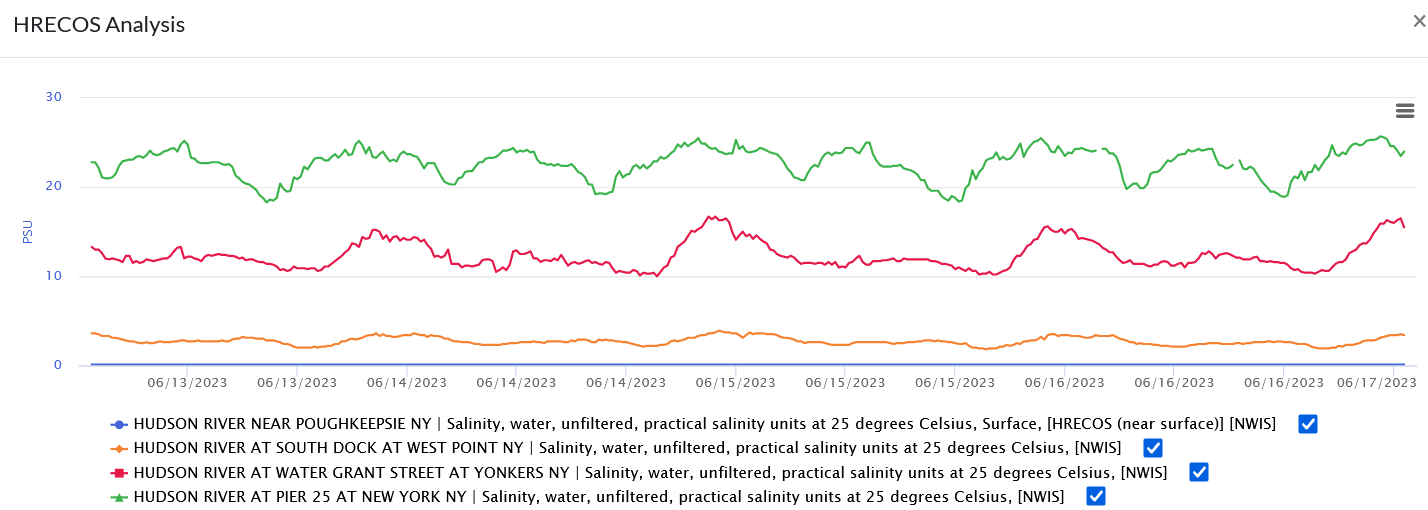 HRECOS Analysis
×
30
20
10
0
PSU
06/13/2023 06/13/2023 06/14/2023 06/14/2023 06/14/2023 06/15/2023 06/15/2023 06/15/2023 06/16/2023 06/16/2023 06/16/2023 06/17/2023
HUDSON RIVER NEAR POUGHKEEPSIE NY | Salinity, water, unfiltered, practical salinity units at 25 degrees Celsius, Surface, [HRECOS (near surface)] [NWIS]
HUDSON RIVER AT SOUTH DOCK AT WEST POINT NY | Salinity, water, unfiltered, practical salinity units at 25 degrees Celsius, [NWIS]
HUDSON RIVER AT WATER GRANT STREET AT YONKERS NY | Salinity, water, unfiltered, practical salinity units at 25 degrees Celsius, [NWIS]
HUDSON RIVER AT PIER 25 AT NEW YORK NY | Salinity, water, unfiltered, practical salinity units at 25 degrees Celsius, [NWIS]